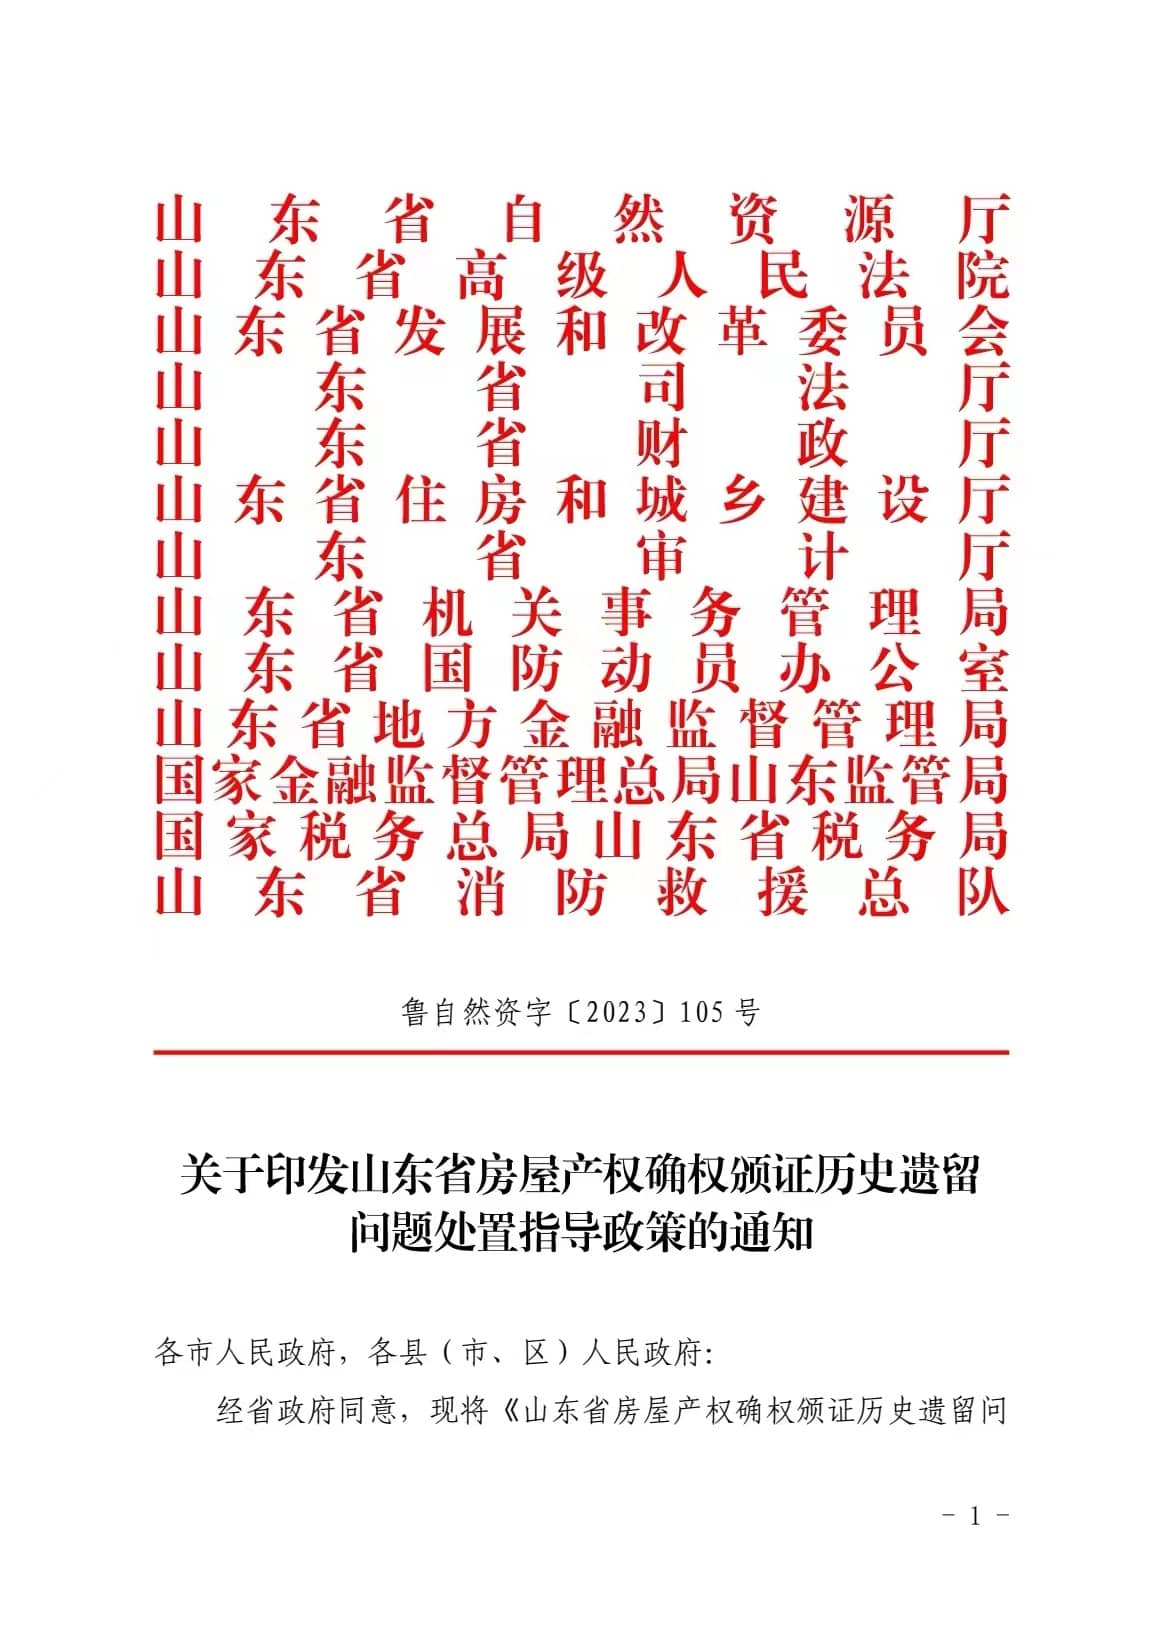 山东省自然资源厅
山东省高级人民法院
山东省发展和改革委员会
山东省司法厅
山东省财政厅
山东省住房和城乡建设厅
山东省审计厅
山东省机关事务管理局
山东省国防动员办公室
山东省地方金融监督管理局
国家金融监督管理总局山东监管局
国家税务总局山东省税务局
山东省消防救援总队
鲁自然资字〔2023〕105 号
关于印发山东省房屋产权确权颁证历史遗留
问题处置指导政策的通知
各市人民政府，各县（市、区）人民政府：
经省政府同意，现将《山东省房屋产权确权颁证历史遗留问
- 1 -